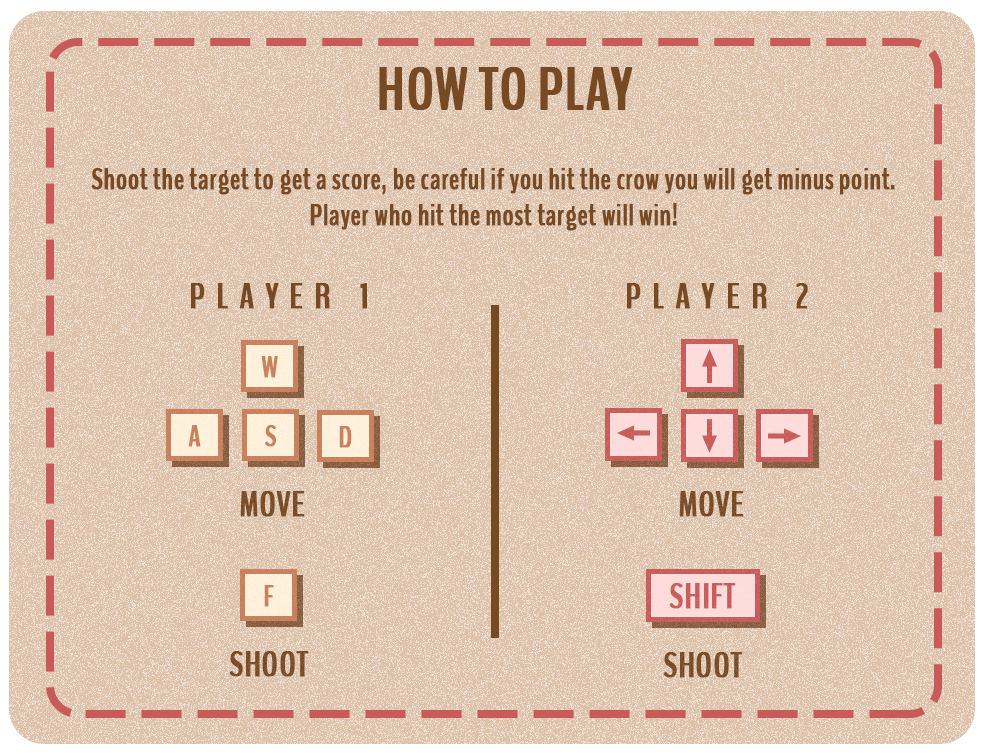 HOW TO PLAY
Shoot the target to get a score, be careful if you hit the crow you will get minus point.
Player who hit the most target will win!
PLAYER 1
W
A S D
MOVE
F
SHOOT
PLAYER 2
↑
← ↓ →
MOVE
SHIFT
SHOOT